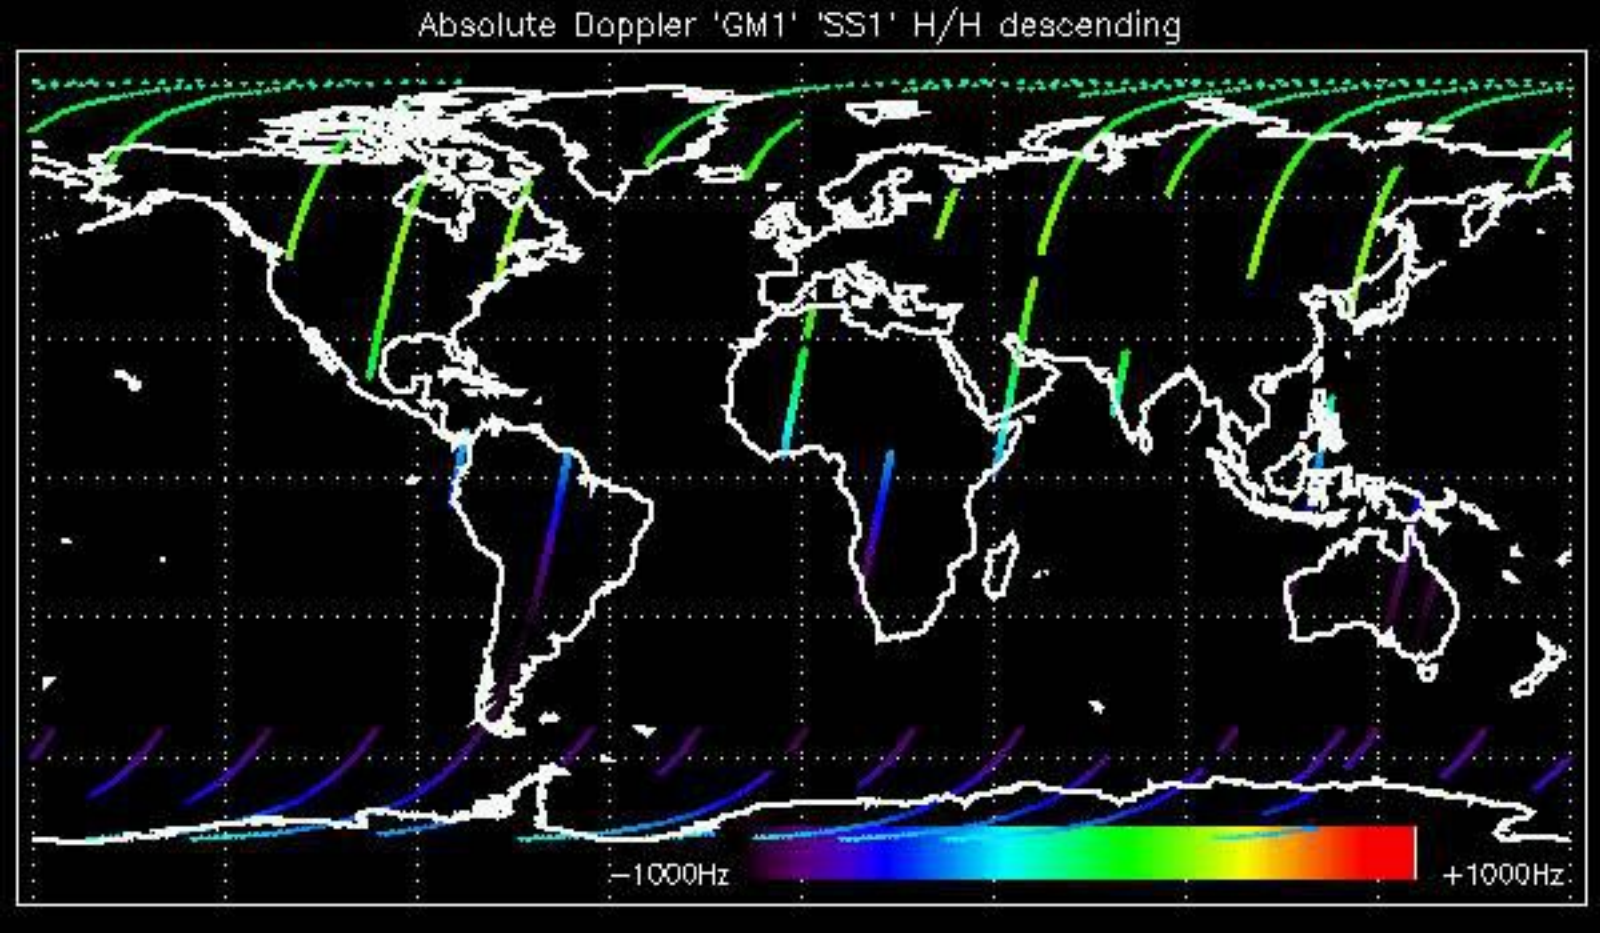 Absolute Doppler 'GM1' 'SS1' H/H descending
−1000Hz +1000Hz